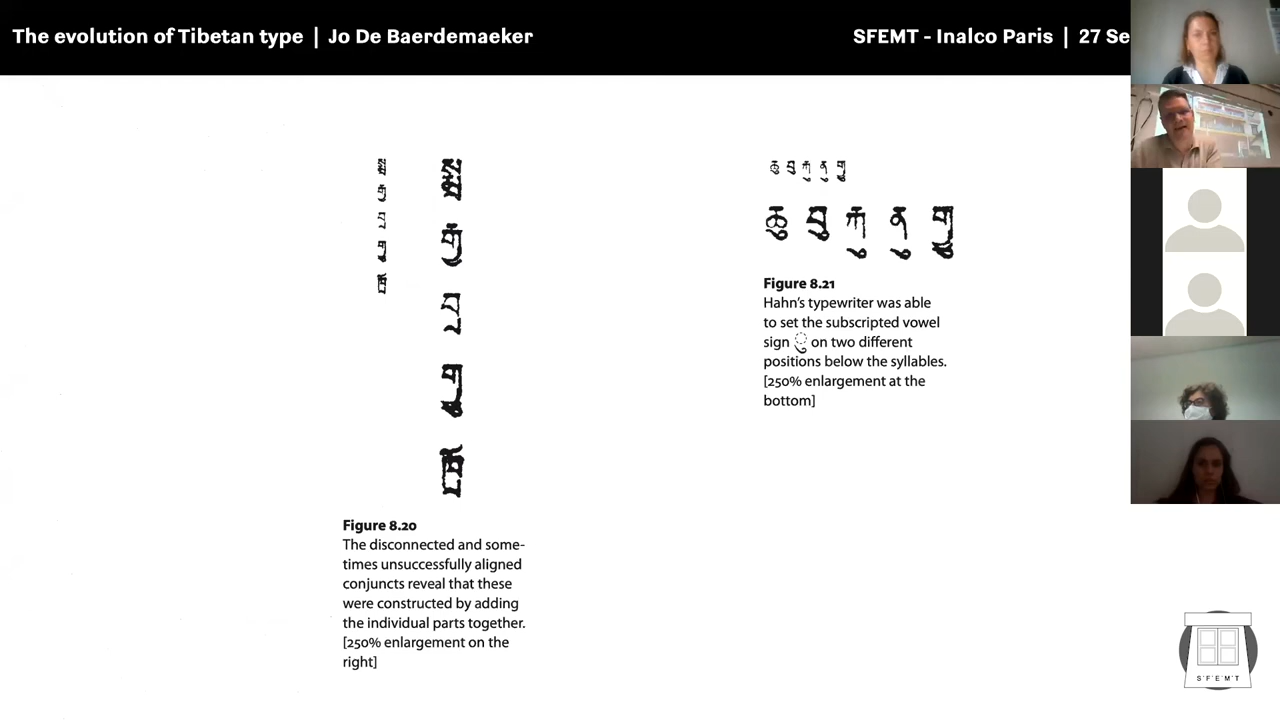 The evolution of Tibetan type | Jo De Baerdemaeker
SFEMT - Inalco Paris | 27 Se
ཆུ བུ ནུ
ཆུ བུ ནུ
Figure 8.21
Hahn’s typewriter was able
to set the subscripted vowel
sign ◌ུ on two different
positions below the syllables.
[250% enlargement at the
bottom]
Figure 8.20
The disconnected and some-
times unsuccessfully aligned
conjuncts reveal that these
were constructed by adding
the individual parts together.
[250% enlargement on the
right]
S·F·E·M·T